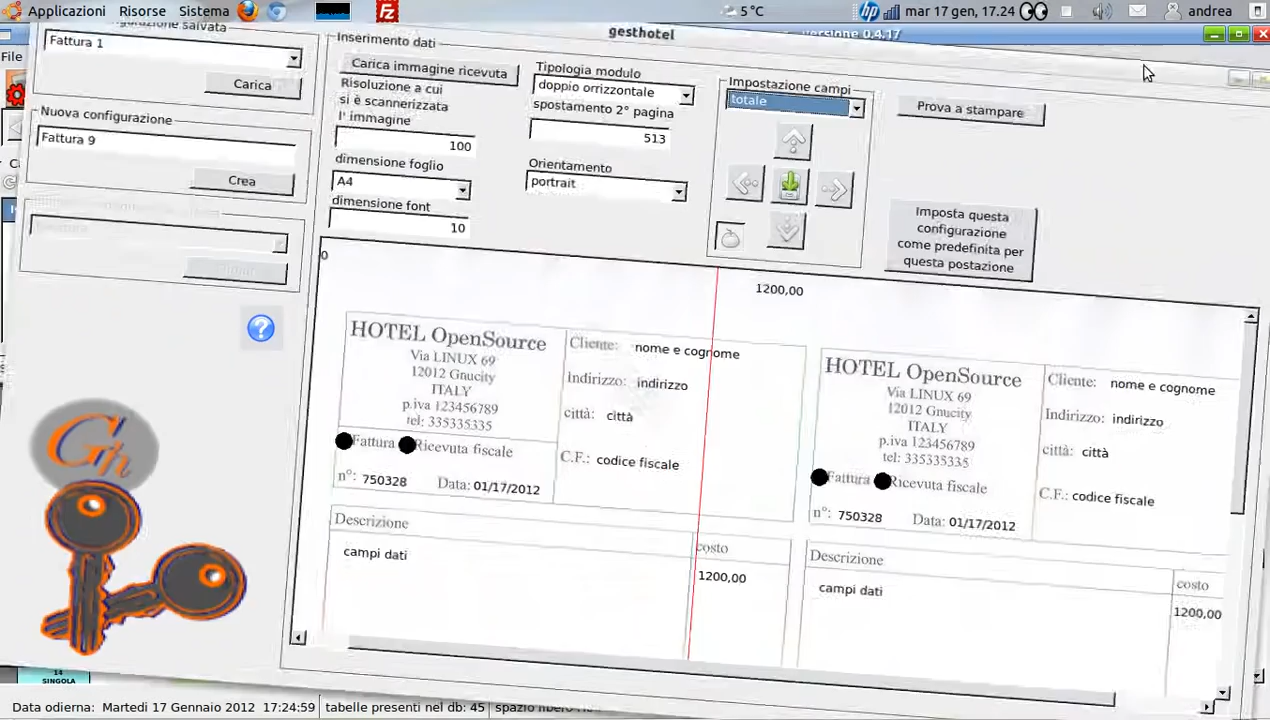 Applicazioni Risorse Sistema
5 °C
mar 17 gen, 17.24
andrea
gesthotel
versione 0.4.17
File
Fattura 1
Carica
Nuova configurazione
Fattura 9
Crea
Inserimento dati
Carica immagine ricevuta
Risoluzione a cui
si è scannerizzata
l' immagine
100
dimensione foglio
A4
dimensione font
10
Tipologia modulo
doppio orrizzontale
spostamento 2° pagina
513
Orientamento
portrait
Impostazione campi
totale
Prova a stampare
Imposta questa
configurazione
come predefinita per
questa postazione
0
1200,00
HOTEL OpenSource
Via LINUX 69
12012 Gnucity
ITALY
p.iva 123456789
tel: 335335335
Fattura Ricevuta fiscale
n°: 750328 Data: 01/17/2012
Cliente: nome e cognome
Indirizzo: indirizzo
città: città
C.F.: codice fiscale
Descrizione
costo
campi dati
1200,00
HOTEL OpenSource
Via LINUX 69
12012 Gnucity
ITALY
p.iva 123456789
tel: 335335335
Fattura Ricevuta fiscale
n°: 750328 Data: 01/17/2012
Cliente: nome e cognome
Indirizzo: indirizzo
città: città
C.F.: codice fiscale
Descrizione
costo
campi dati
1200,00
Gh
14
SINGOLA
Data odierna: Martedi 17 Gennaio 2012 17:24:59
tabelle presenti nel db: 45
spazio libero